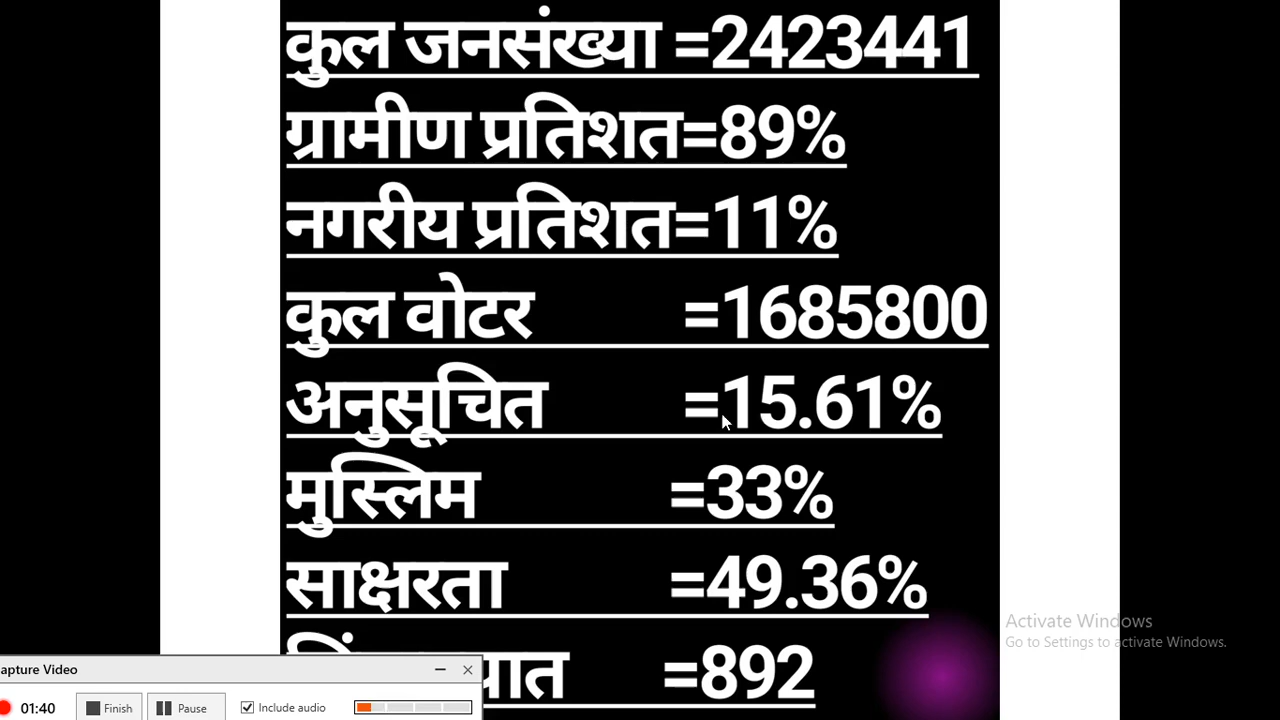 कुल जनसंख्या =2423441
ग्रामीण प्रतिशत=89%
नगरीय प्रतिशत=11%
कुल वोटर =1685800
अनुसूचित =15.61%
मुस्लिम =33%
साक्षरता =49.36%
=892
apture Video
01:40 Finish Pause Include audio
Activate Windows
Go to Settings to activate Windows.